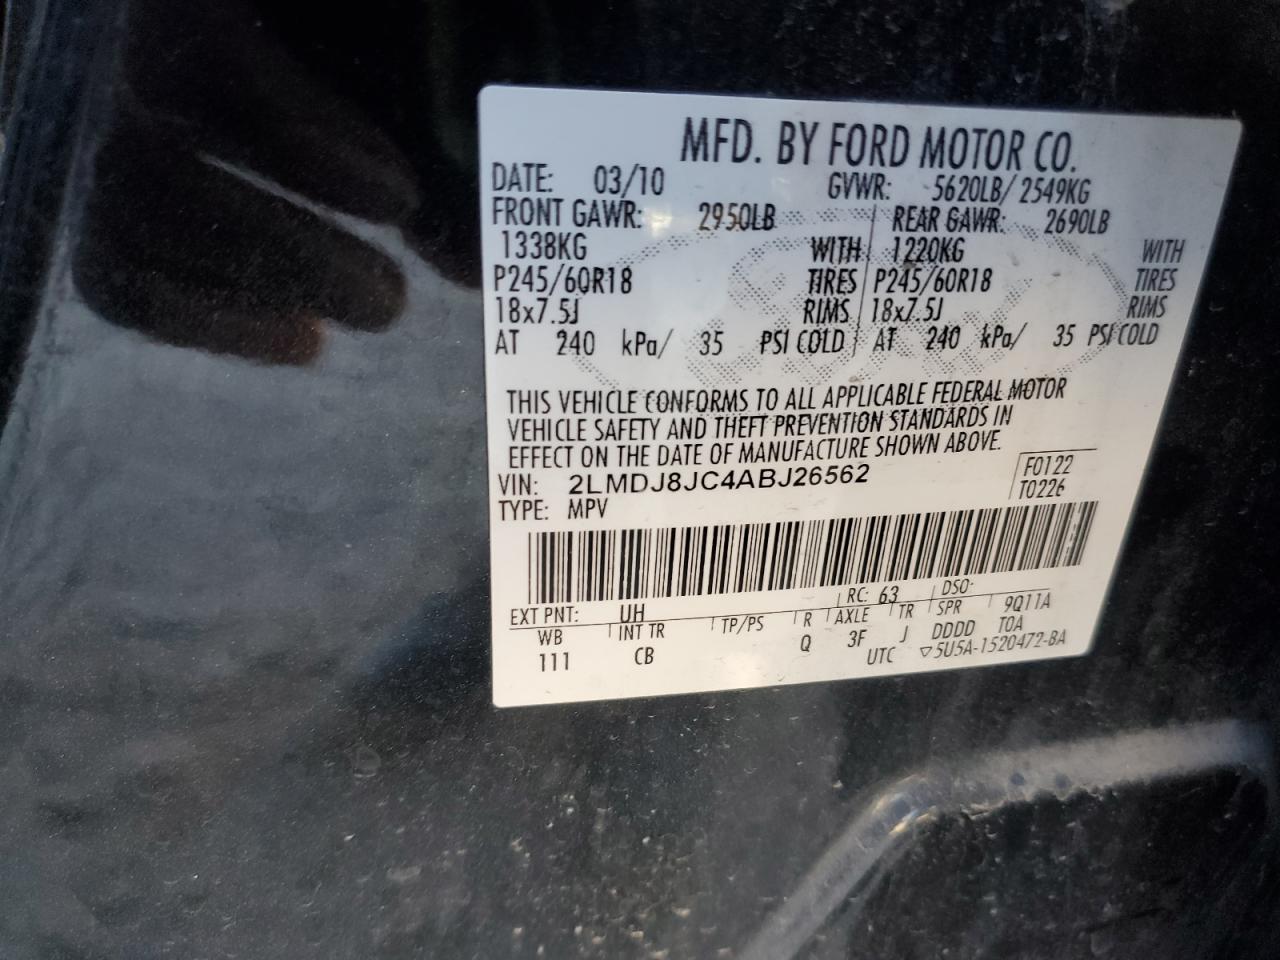 MFD. BY FORD MOTOR CO.
DATE: 03/10 GVWR: 5620LB/ 2549KG
FRONT GAWR: 2950LB REAR GAWR: 2690LB
1338KG WITH 1220KG WITH
P245/60R18 TIRES P245/60R18 TIRES
18x7.5J RIMS 18x7.5J RIMS
AT 240 kPa/ 35 PSI COLD AT 240 kPa/ 35 PSI COLD
THIS VEHICLE CONFORMS TO ALL APPLICABLE FEDERAL MOTOR
VEHICLE SAFETY AND THEFT PREVENTION STANDARDS IN
EFFECT ON THE DATE OF MANUFACTURE SHOWN ABOVE.
VIN: 2LMDJ8JC4ABJ26562 F0122
TYPE: MPV T0226
EXT PNT: UH RC: 63 DSO:
WB INT TR TP/PS R AXLE TR SPR 9Q11A
111 CB Q 3F J DDDD TOA
UTC ▽5U5A-1520472-BA